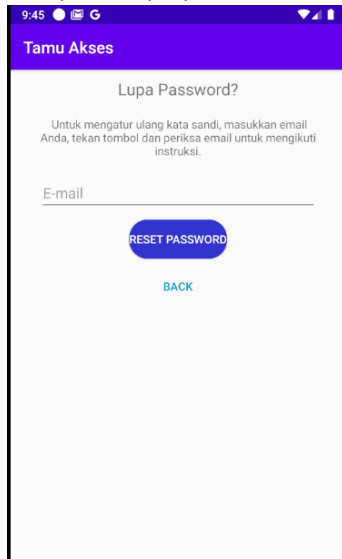 9:45 G
Tamu Akses
Lupa Password?
Untuk mengatur ulang kata sandi, masukkan email
Anda, tekan tombol dan periksa email untuk mengikuti
instruksi.
E-mail
RESET PASSWORD
BACK